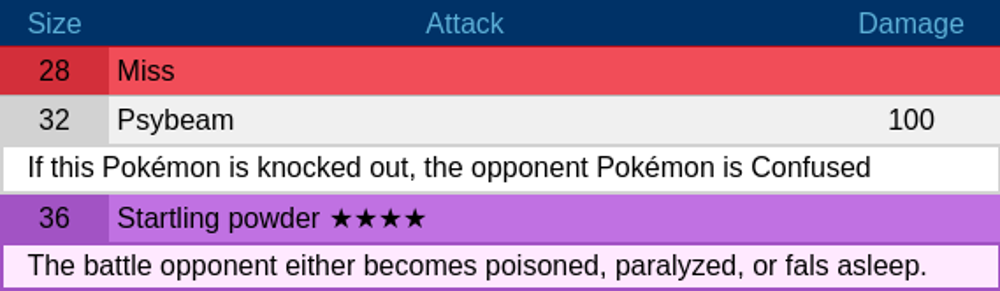 Size Attack Damage
28 Miss
32 Psybeam 100
If this Pokémon is knocked out, the opponent Pokémon is Confused
36 Startling powder ★★★★
The battle opponent either becomes poisoned, paralyzed, or fals asleep.